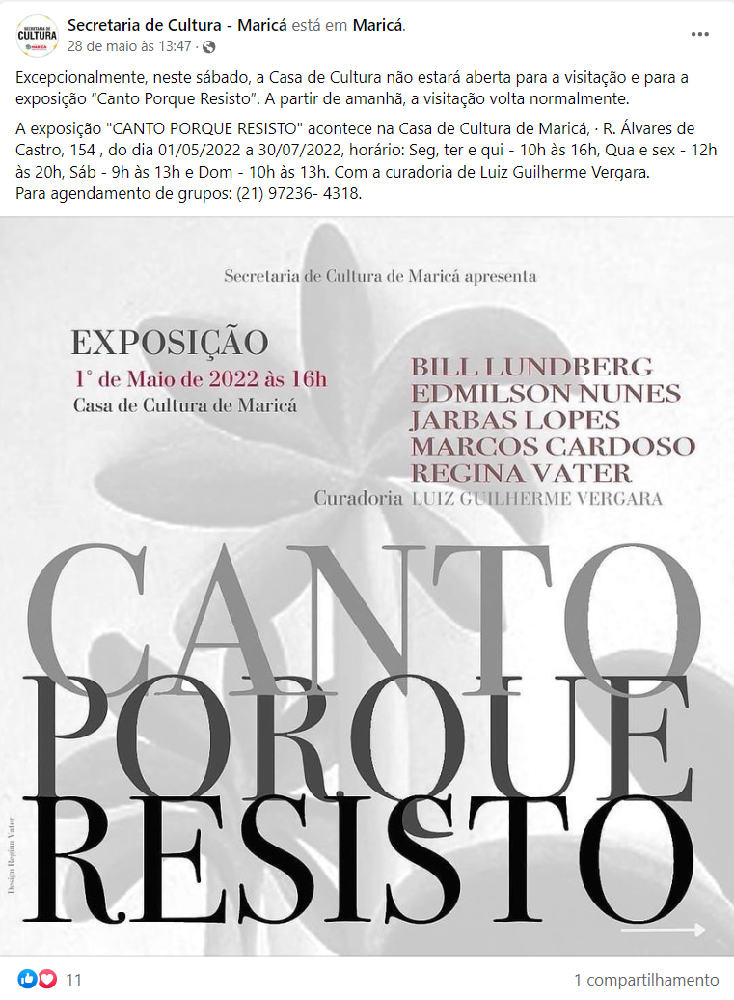 SECRETARIA DE
CULTURA
MARICÁ
Secretaria de Cultura - Maricá está em Maricá.
28 de maio às 13:47 ·
Excepcionalmente, neste sábado, a Casa de Cultura não estará aberta para a visitação e para a
exposição “Canto Porque Resisto”. A partir de amanhã, a visitação volta normalmente.
A exposição "CANTO PORQUE RESISTO" acontece na Casa de Cultura de Maricá, · R. Álvares de
Castro, 154 , do dia 01/05/2022 a 30/07/2022, horário: Seg, ter e qui - 10h às 16h, Qua e sex - 12h
às 20h, Sáb - 9h às 13h e Dom - 10h às 13h. Com a curadoria de Luiz Guilherme Vergara.
Para agendamento de grupos: (21) 97236- 4318.
Secretaria de Cultura de Maricá apresenta
EXPOSIÇÃO
1° de Maio de 2022 às 16h
Casa de Cultura de Maricá
BILL LUNDBERG
EDMILSON NUNES
JARBAS LOPES
MARCOS CARDOSO
REGINA VATER
Curadoria LUIZ GUILHERME VERGARA
CANTO
PORQUE
RESISTO
Design Regina Vater
11
1 compartilhamento